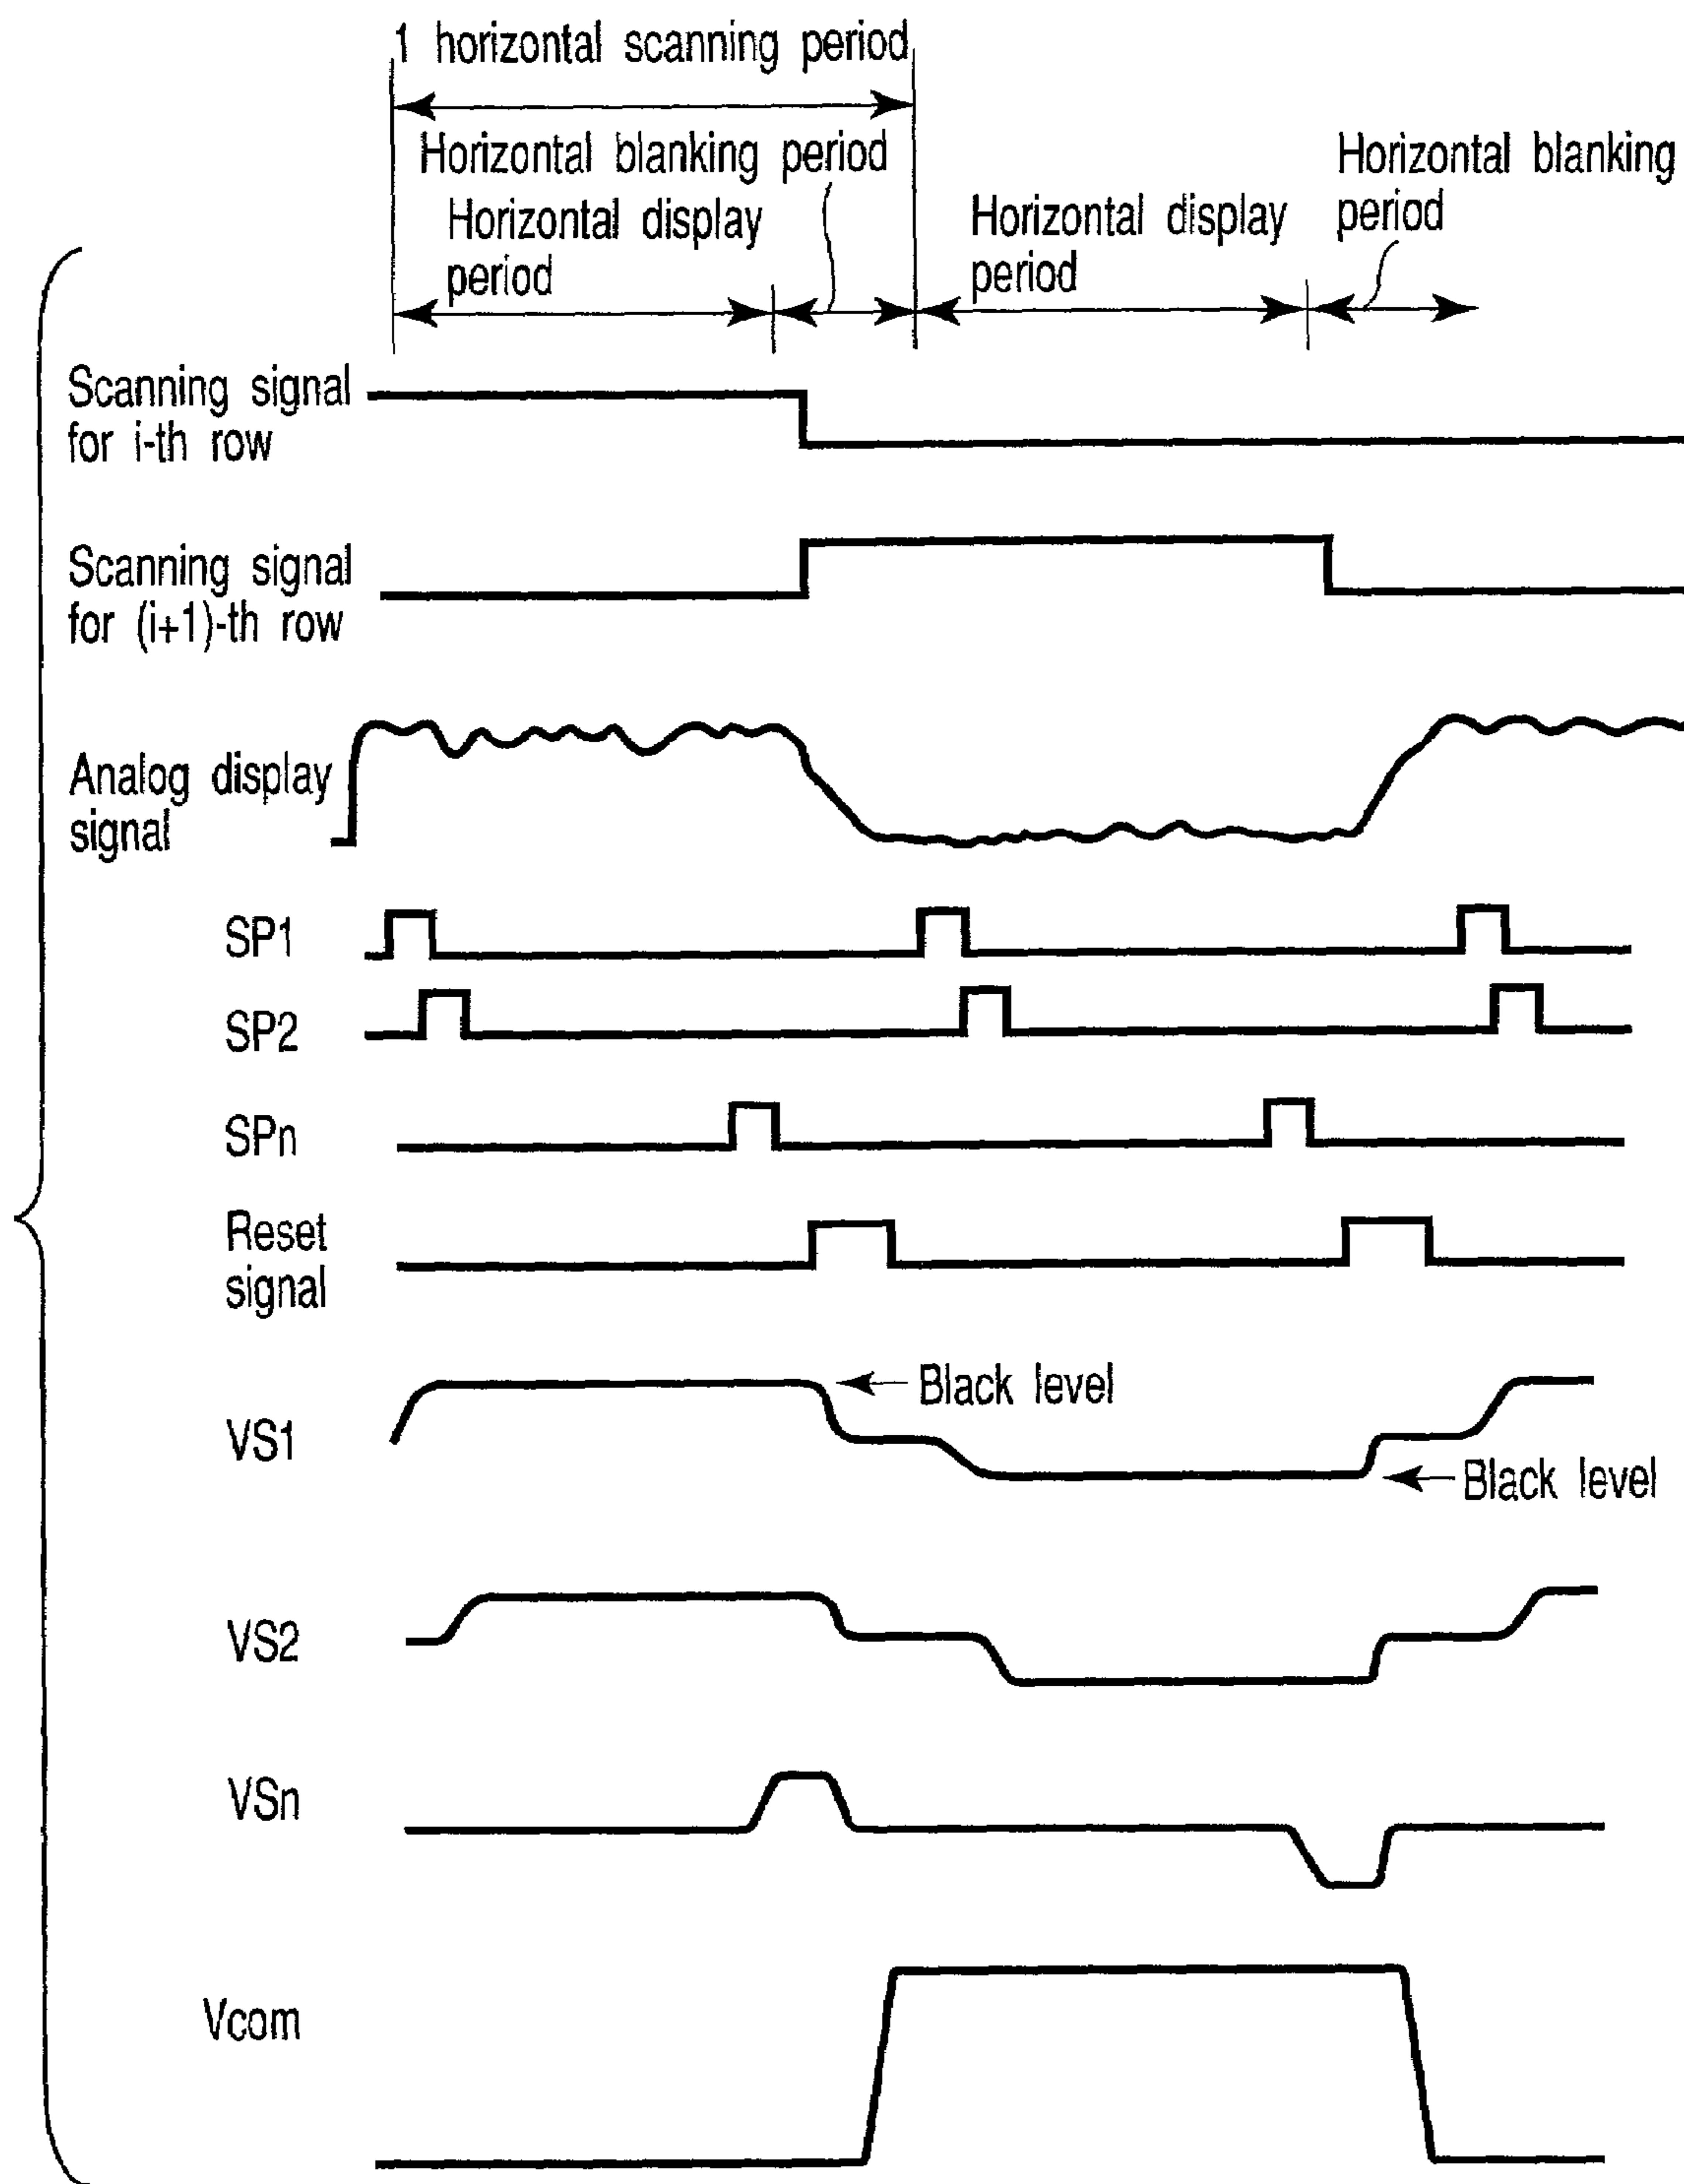 1 horizontal scanning period
Horizontal blanking period
Horizontal display
period
Horizontal display
period
Horizontal blanking
period
Scanning signal
for i-th row
Scanning signal
for (i+1)-th row
Analog display
signal
SP1
SP2
SPn
Reset
signal
VS1
Black level
Black level
VS2
VSn
Vcom